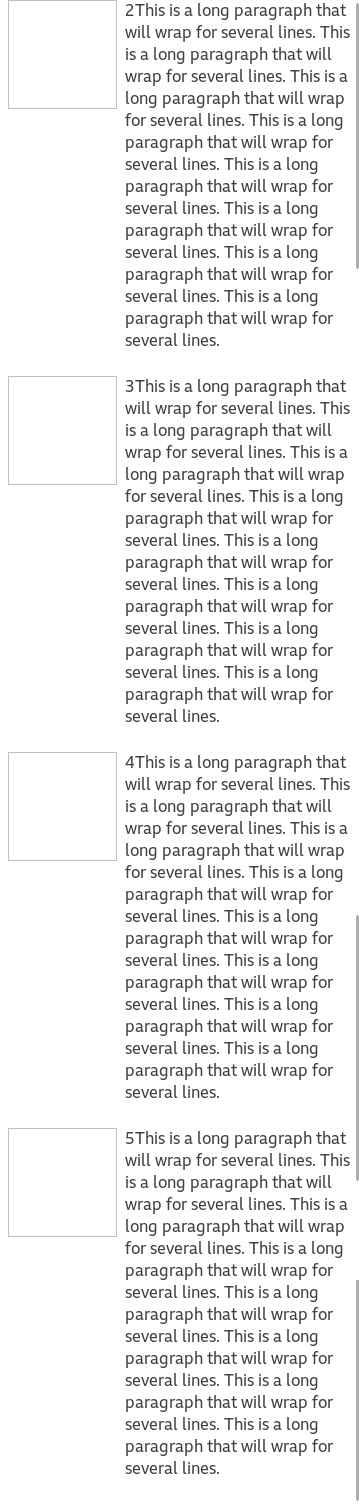 2This is a long paragraph that
will wrap for several lines. This
is a long paragraph that will
wrap for several lines. This is a
long paragraph that will wrap
for several lines. This is a long
paragraph that will wrap for
several lines. This is a long
paragraph that will wrap for
several lines. This is a long
paragraph that will wrap for
several lines. This is a long
paragraph that will wrap for
several lines. This is a long
paragraph that will wrap for
several lines.
3This is a long paragraph that
will wrap for several lines. This
is a long paragraph that will
wrap for several lines. This is a
long paragraph that will wrap
for several lines. This is a long
paragraph that will wrap for
several lines. This is a long
paragraph that will wrap for
several lines. This is a long
paragraph that will wrap for
several lines. This is a long
paragraph that will wrap for
several lines. This is a long
paragraph that will wrap for
several lines.
4This is a long paragraph that
will wrap for several lines. This
is a long paragraph that will
wrap for several lines. This is a
long paragraph that will wrap
for several lines. This is a long
paragraph that will wrap for
several lines. This is a long
paragraph that will wrap for
several lines. This is a long
paragraph that will wrap for
several lines. This is a long
paragraph that will wrap for
several lines. This is a long
paragraph that will wrap for
several lines.
5This is a long paragraph that
will wrap for several lines. This
is a long paragraph that will
wrap for several lines. This is a
long paragraph that will wrap
for several lines. This is a long
paragraph that will wrap for
several lines. This is a long
paragraph that will wrap for
several lines. This is a long
paragraph that will wrap for
several lines. This is a long
paragraph that will wrap for
several lines. This is a long
paragraph that will wrap for
several lines.